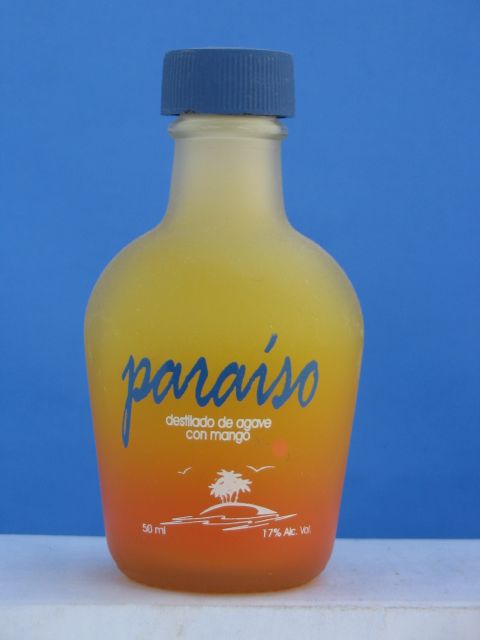 paraíso
destilado de agave
con mango
50 ml
17% Alc. Vol.